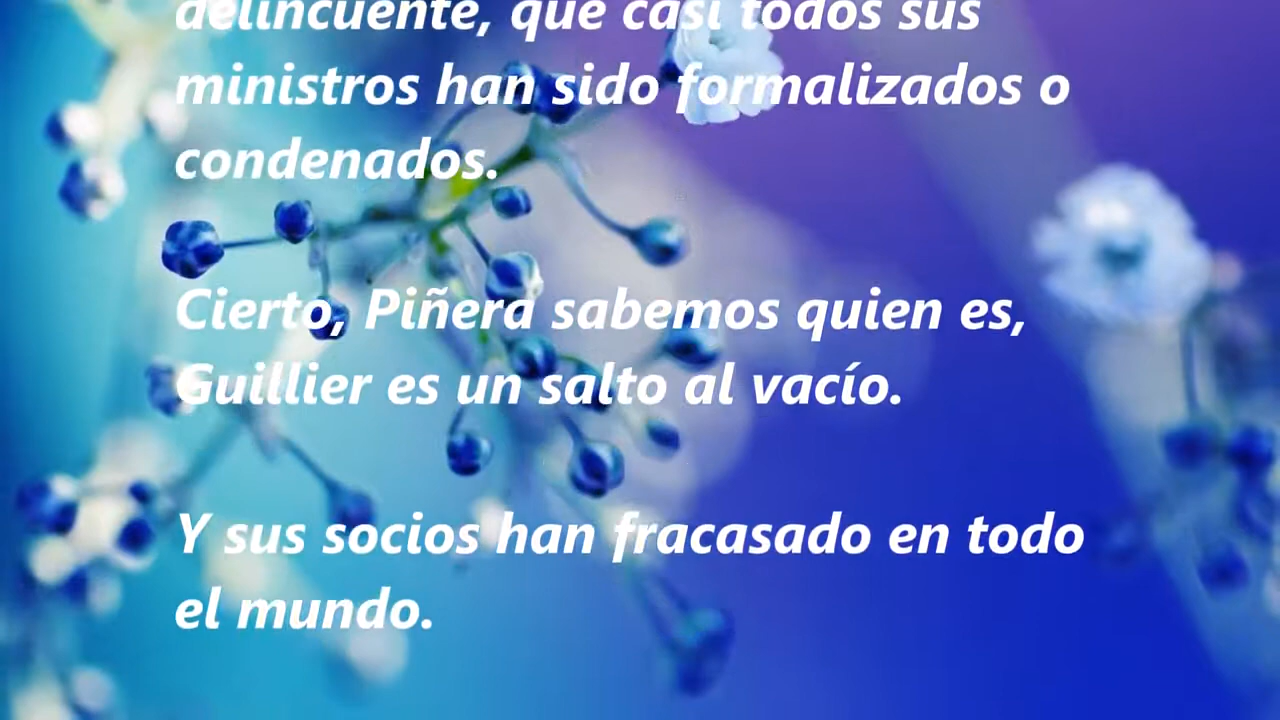 delincuente, que casi todos sus
ministros han sido formalizados o
condenados.
Cierto, Piñera sabemos quien es,
Guillier es un salto al vacío.
Y sus socios han fracasado en todo
el mundo.